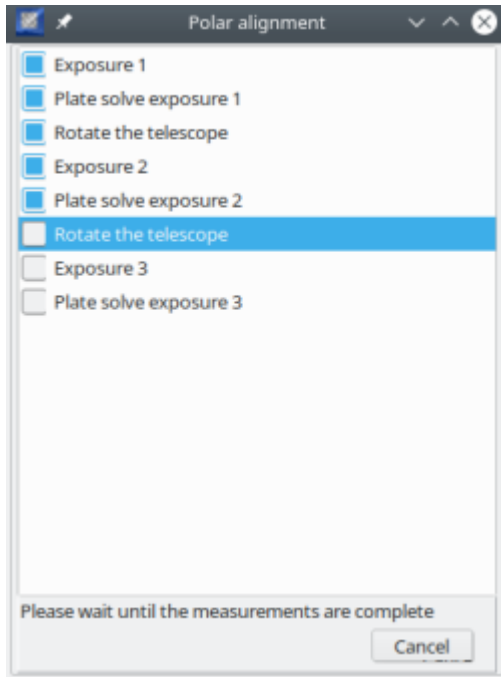 Polar alignment
Exposure 1
Plate solve exposure 1
Rotate the telescope
Exposure 2
Plate solve exposure 2
Rotate the telescope
Exposure 3
Plate solve exposure 3
Please wait until the measurements are complete
Cancel